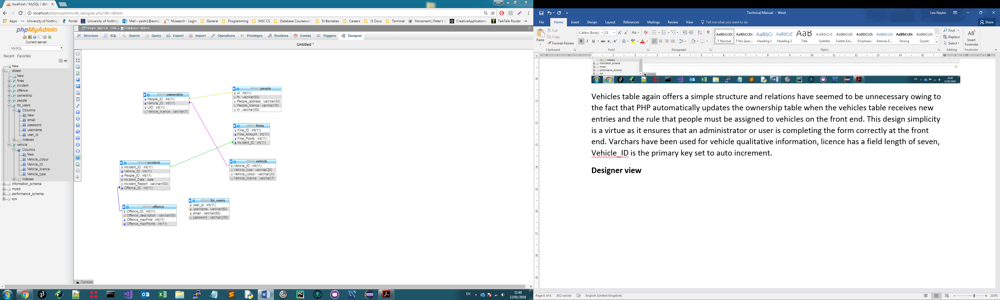 localhost / MySQL / dbte
Leo
localhost/phpmyadmin/db_designer.php?db=dbtest
Apps
University of Notting
Portal
University of Notting
Mail – psxln1@exma
NUsearch - Login
General
Programming
MSC CS
Database Coursewor
St Barnabas
Careers
JS Docu
Terminal
Movement | Peter's V
CreativeApplications
TalkTalk Router
»
phpMyAdmin
Current server:
MySQL
Recent Favorites
New
dbtest
New
fines
incident
offence
ownership
people
tbl_users
Columns
New
email
password
username
user_id
Indexes
vehicle
Columns
New
Vehicle_colour
Vehicle_ID
Vehicle_licence
Vehicle_type
Indexes
information_schema
mysql
performance_schema
sys
Server: MySQL:3306 » Database: dbtest
Structure SQL Search Query Export Import Operations Privileges Routines Events Triggers Designer
Untitled *
dbtest ownership
People_ID : int(11)
Vehicle_ID : int(11)
UID : int(11)
Vehicle_licence : varchar(7)
dbtest people
id : int(11)
fn : varchar(50)
People_address : varchar(50)
People_licence : varchar(16)
ln : varchar(50)
dbtest fines
Fine_ID : int(11)
Fine_Amount : int(11)
Fine_Points : int(11)
Incident_ID : int(11)
dbtest incident
Incident_ID : int(11)
Vehicle_ID : int(11)
People_ID : int(11)
Incident_Date : date
Incident_Report : varchar(500)
Offence_ID : int(11)
dbtest vehicle
Vehicle_ID : int(11)
Vehicle_type : varchar(20)
Vehicle_colour : varchar(20)
Vehicle_licence : varchar(7)
dbtest offence
Offence_ID : int(11)
Offence_description : varchar(50)
Offence_maxFine : int(11)
Offence_maxPoints : int(11)
dbtest tbl_users
user_id : int(11)
username : varchar(60)
email : varchar(60)
password : varchar(255)
Console
EN
11:40
12/01/2018
Technical Manual - Word
Leo Naylor
File Home Insert Design Layout References Mailings Review View Tell me what you want to do
Share
Paste
Cut
Copy
Format Painter
Clipboard
Calibri (Body) 11
Font
Paragraph
AaBbCcDc AaBbCcDc AaBbCc AaBbCcC AaB AaBbCcD AaBbCcDc AaBbCcDc AaBbCcDc AaBbCcDc AaBbCcDc
¶ Normal ¶ No Spac... Heading 1 Heading 2 Title Subtitle Subtle Em... Emphasis Intense E... Strong Quote
Styles
Find
Replace
Select
Editing
AB¹
Insert
Footnote
Footnote
Indexes
information_schema
mysql
performance_schema
sys
Console
EN
10:30
12/01/2018
Vehicles table again offers a simple structure and relations have seemed to be unnecessary owing to
the fact that PHP automatically updates the ownership table when the vehicles table receives new
entries and the rule that people must be assigned to vehicles on the front end. This design simplicity
is a virtue as it ensures that an administrator or user is completing the form correctly at the front
end. Varchars have been used for vehicle qualitative information, licence has a field length of seven,
Vehicle_ID is the primary key set to auto increment.
Designer view
Page 6 of 6 852 words English (United Kingdom)
210%